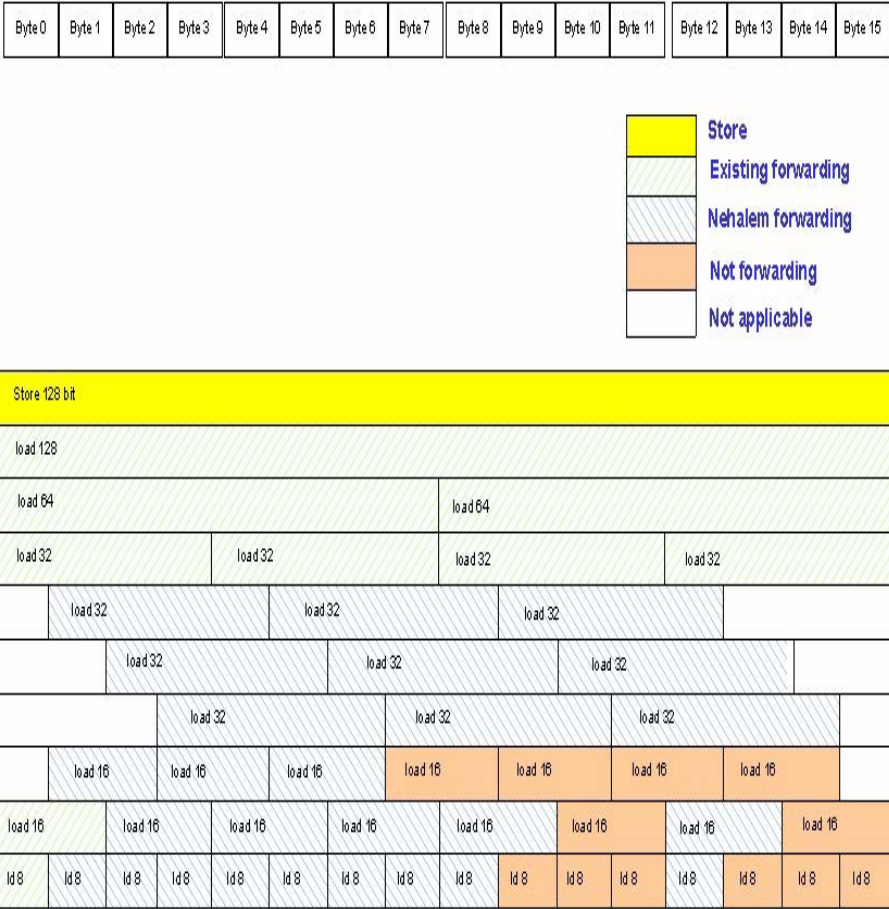 Byte 0 Byte 1 Byte 2 Byte 3 Byte 4 Byte 5 Byte 6 Byte 7 Byte 8 Byte 9 Byte 10 Byte 11 Byte 12 Byte 13 Byte 14 Byte 15
Store
Existing forwarding
Nehalem forwarding
Not forwarding
Not applicable
Store 128 bit
load 128
load 64 load 64
load 32 load 32 load 32 load 32
load 32 load 32 load 32
load 32 load 32 load 32
load 32 load 32 load 32
load 16 load 16 load 16 load 16 load 16 load 16 load 16
load 16 load 16 load 16 load 16 load 16 load 16 load 16 load 16
ld 8 ld 8 ld 8 ld 8 ld 8 ld 8 ld 8 ld 8 ld 8 ld 8 ld 8 ld 8 ld 8 ld 8 ld 8 ld 8